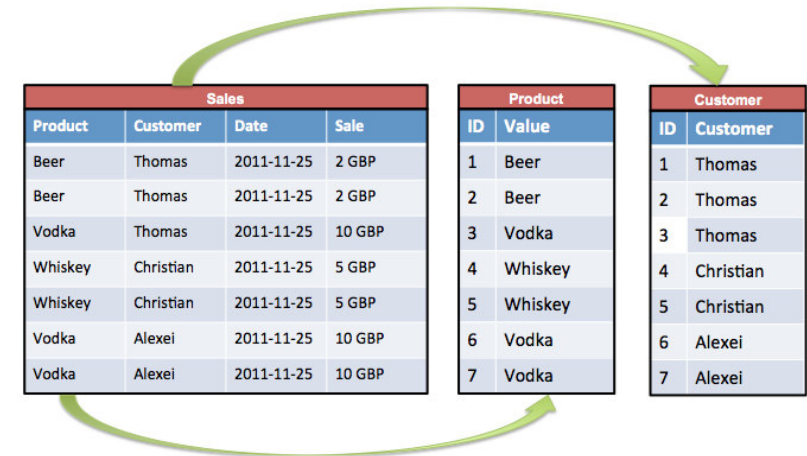 Sales
Product Customer Date Sale
Beer Thomas 2011-11-25 2 GBP
Beer Thomas 2011-11-25 2 GBP
Vodka Thomas 2011-11-25 10 GBP
Whiskey Christian 2011-11-25 5 GBP
Whiskey Christian 2011-11-25 5 GBP
Vodka Alexei 2011-11-25 10 GBP
Vodka Alexei 2011-11-25 10 GBP
Product
ID Value
1 Beer
2 Beer
3 Vodka
4 Whiskey
5 Whiskey
6 Vodka
7 Vodka
Customer
ID Customer
1 Thomas
2 Thomas
3 Thomas
4 Christian
5 Christian
6 Alexei
7 Alexei